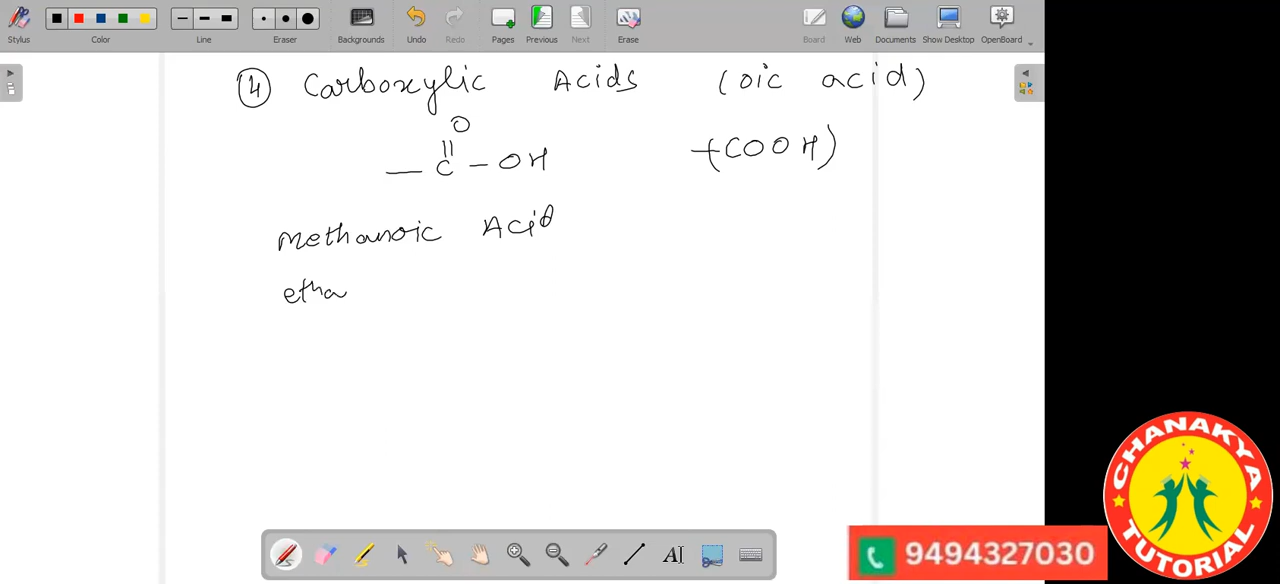 Stylus Color Line Eraser Backgrounds Undo Redo Pages Previous Next Erase Board Web Documents Show Desktop OpenBoard
④ Carboxylic Acids (oic acid)
O
||
— C — OH (COOH)
Methanoic Acid
etha
CHANAKYA
TUTORIAL
9494327030